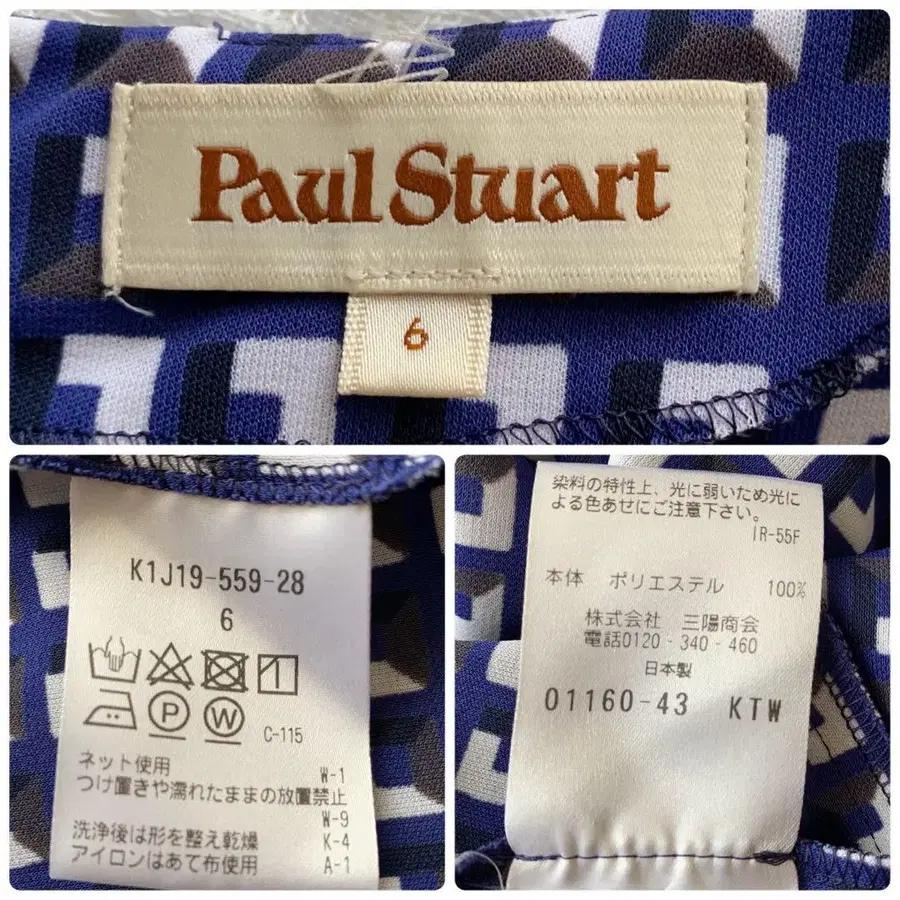 Paul Stuart
6
K1J19-559-28
6
P W
C-115
ネット使用 W-1
つけ置きや濡れたままの放置禁止
W-9
洗浄後は形を整え乾燥 K-4
アイロンはあて布使用 A-1
染料の特性上、光に弱いため光に
よる色あせにご注意下さい。
IR-55F
本体 ポリエステル 100%
株式会社 三陽商会
電話0120-340-460
日本製
01160-43 KTW